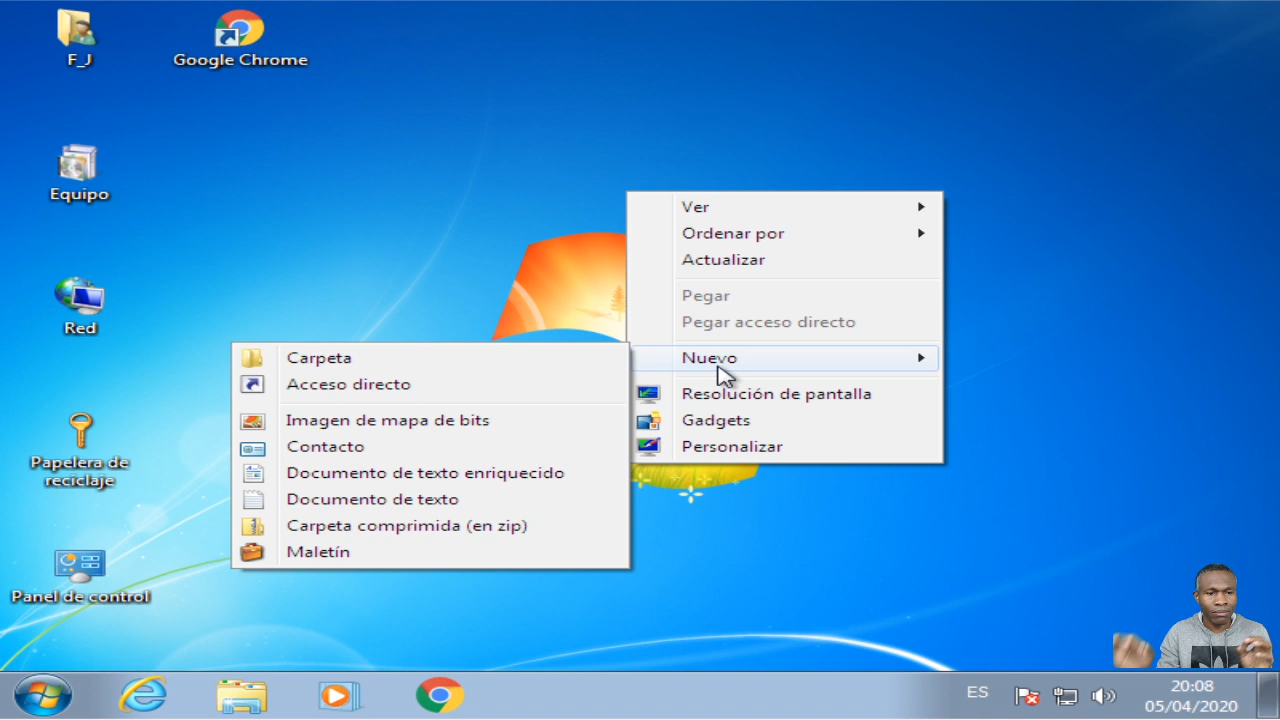 F_J
Google Chrome
Equipo
Red
Papelera de
reciclaje
Panel de control
Ver
Ordenar por
Actualizar
Pegar
Pegar acceso directo
Nuevo
Resolución de pantalla
Gadgets
Personalizar
Carpeta
Acceso directo
Imagen de mapa de bits
Contacto
Documento de texto enriquecido
Documento de texto
Carpeta comprimida (en zip)
Maletín
ES
20:08
05/04/2020